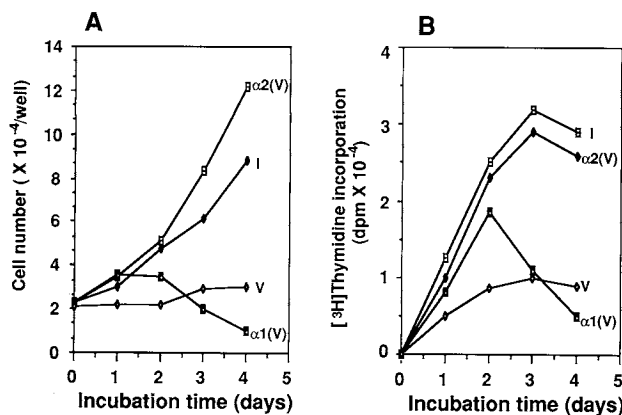 A
B
Cell number ( X 10⁻⁴/well)
14
12
10
8
6
4
2
0
α2(V)
I
V
α1(V)
0 1 2 3 4 5
Incubation time (days)
[³H]Thymidine incorporation
(dpm X 10⁻⁴)
4
3
2
1
0
I
α2(V)
V
α1(V)
0 1 2 3 4 5
Incubation time (days)